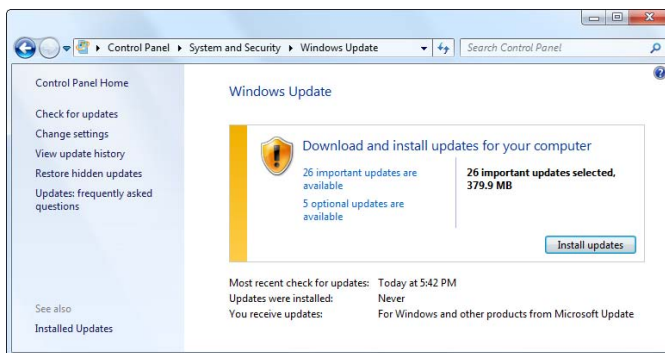 Control Panel ▸ System and Security ▸ Windows Update
Search Control Panel
Control Panel Home
Check for updates
Change settings
View update history
Restore hidden updates
Updates: frequently asked
questions
See also
Installed Updates
Windows Update
Download and install updates for your computer
26 important updates are
available
5 optional updates are
available
26 important updates selected,
379.9 MB
Install updates
Most recent check for updates: Today at 5:42 PM
Updates were installed: Never
You receive updates: For Windows and other products from Microsoft Update